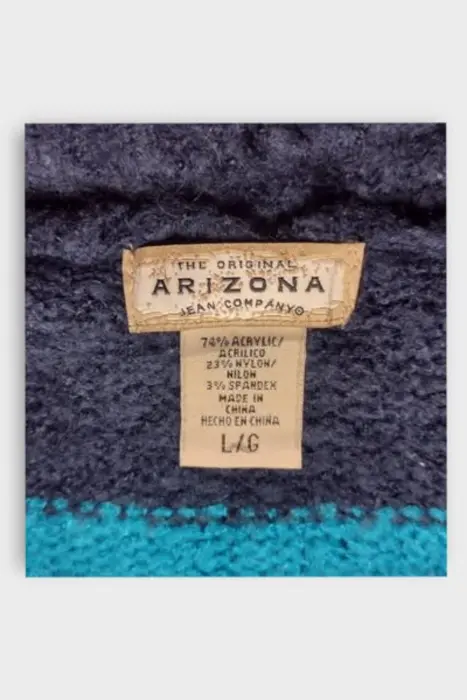 THE ORIGINAL
ARIZONA
JEAN COMPANY®
74% ACRYLIC/
ACRILICO
23% NYLON/
NILON
3% SPANDEX
MADE IN
CHINA
HECHO EN CHINA
L/G